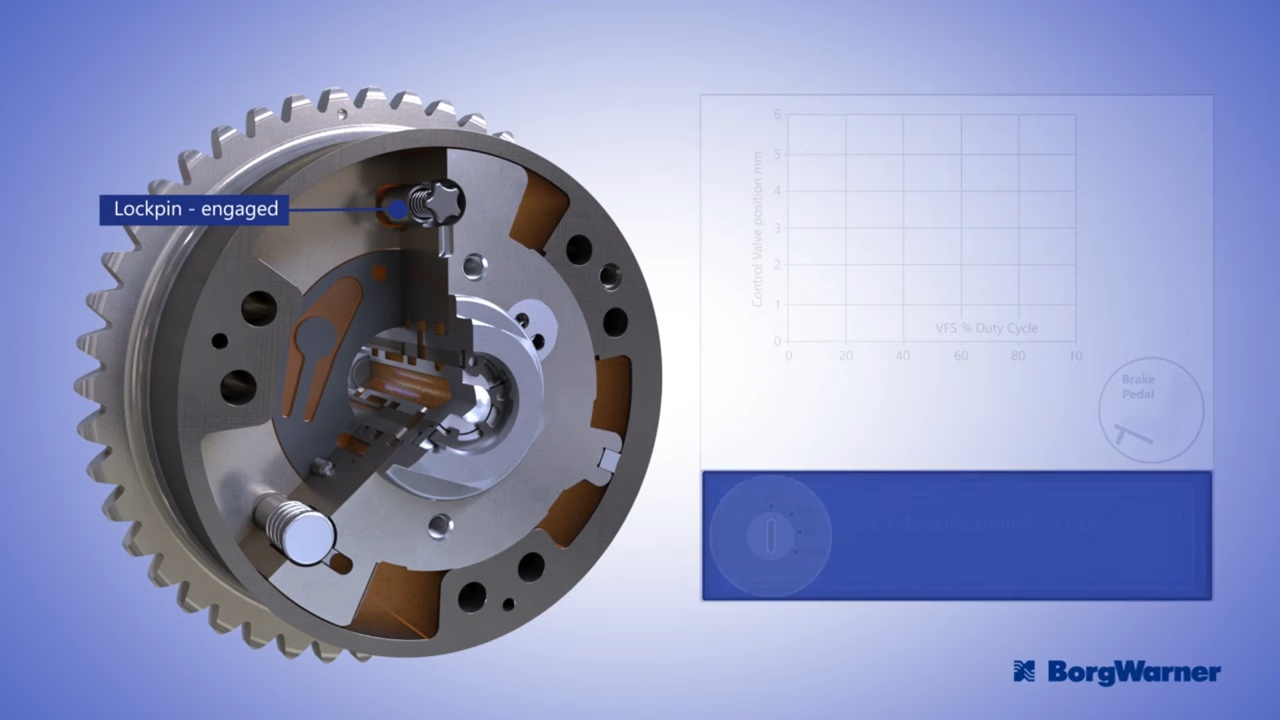 Lockpin - engaged
Control Valve position mm
6
5
4
3
2
1
0
VFS % Duty Cycle
0 20 40 60 80 10
Brake
Pedal
BorgWarner